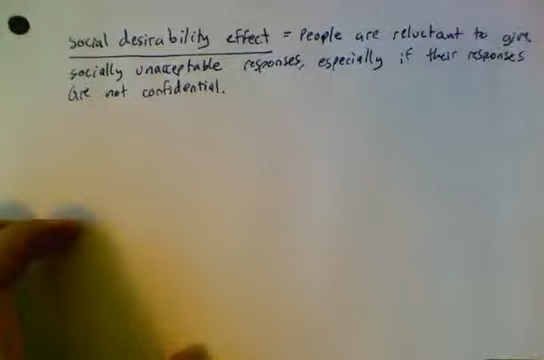 social desirability effect = People are reluctant to give
socially unacceptable responses, especially if their responses
are not confidential.